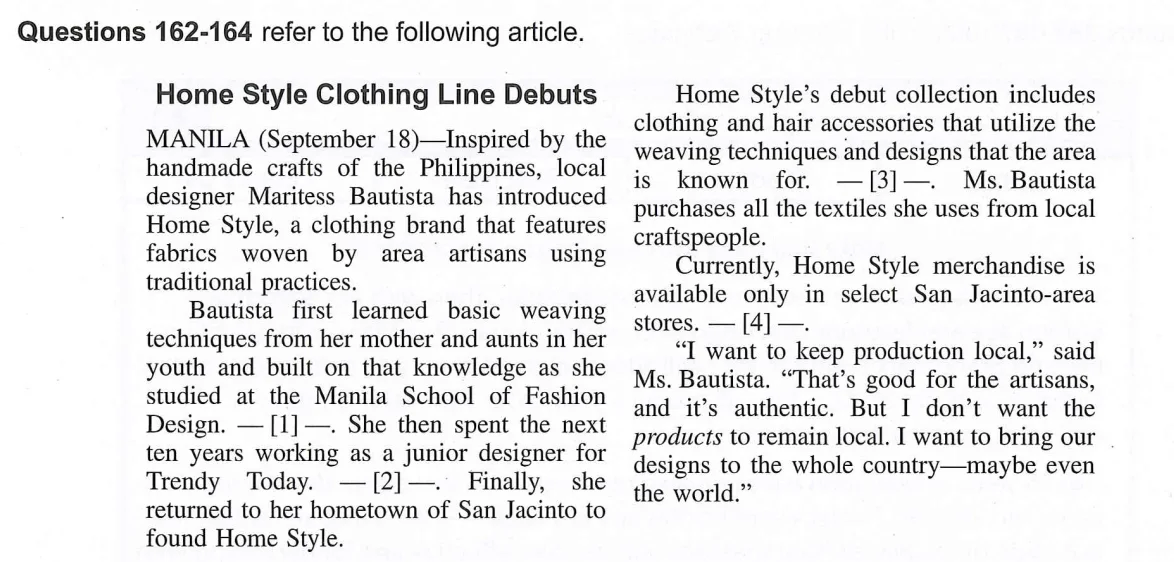 Questions 162-164 refer to the following article.
Home Style Clothing Line Debuts
MANILA (September 18)—Inspired by the
handmade crafts of the Philippines, local
designer Maritess Bautista has introduced
Home Style, a clothing brand that features
fabrics woven by area artisans using
traditional practices.
Bautista first learned basic weaving
techniques from her mother and aunts in her
youth and built on that knowledge as she
studied at the Manila School of Fashion
Design. — [1] —. She then spent the next
ten years working as a junior designer for
Trendy Today. — [2] —. Finally, she
returned to her hometown of San Jacinto to
found Home Style.
Home Style's debut collection includes
clothing and hair accessories that utilize the
weaving techniques and designs that the area
is known for. — [3] —. Ms. Bautista
purchases all the textiles she uses from local
craftspeople.
Currently, Home Style merchandise is
available only in select San Jacinto-area
stores. — [4] —.
“I want to keep production local,” said
Ms. Bautista. “That’s good for the artisans,
and it’s authentic. But I don’t want the
products to remain local. I want to bring our
designs to the whole country—maybe even
the world.”